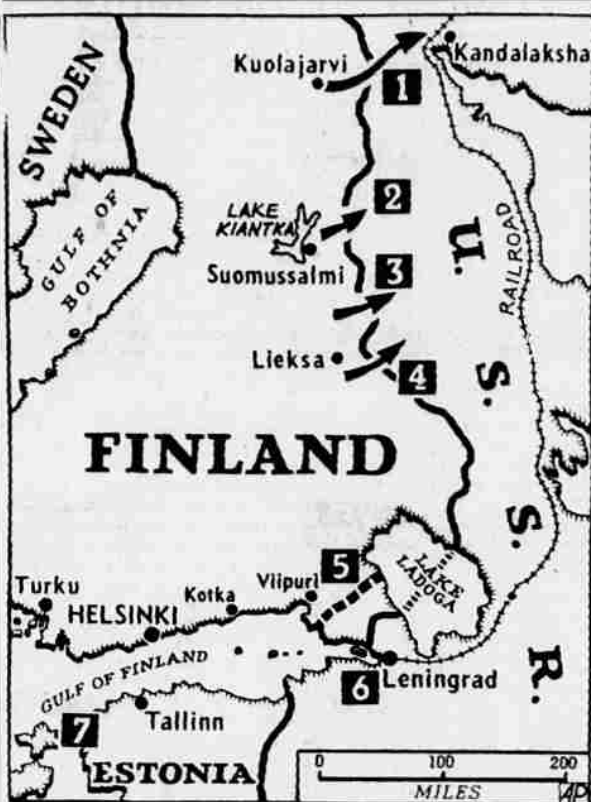 Kandalaksha
Kuolajarvi
1
SWEDEN
2
LAKE
KIANTKA
GULF OF
BOTHNIA
Suomussalmi
3
RAILROAD
U.
S.
S.
R.
Lieksa
4
FINLAND
5
LAKE
LADOGA
Turku
HELSINKI
Kotka
Viipuri
GULF OF FINLAND
6
Leningrad
7
Tallinn
ESTONIA
0 100 200
MILES
AP